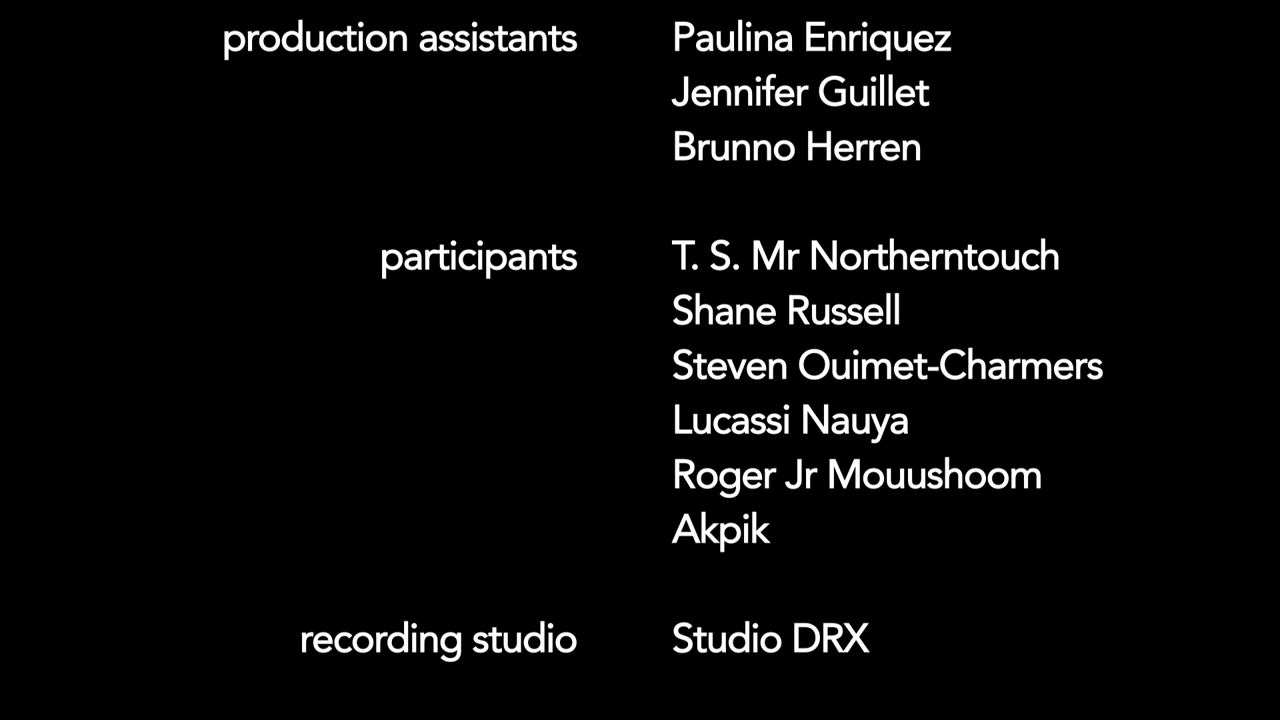 production assistants Paulina Enriquez
Jennifer Guillet
Brunno Herren
participants T. S. Mr Northerntouch
Shane Russell
Steven Ouimet-Charmers
Lucassi Nauya
Roger Jr Mouushoom
Akpik
recording studio Studio DRX